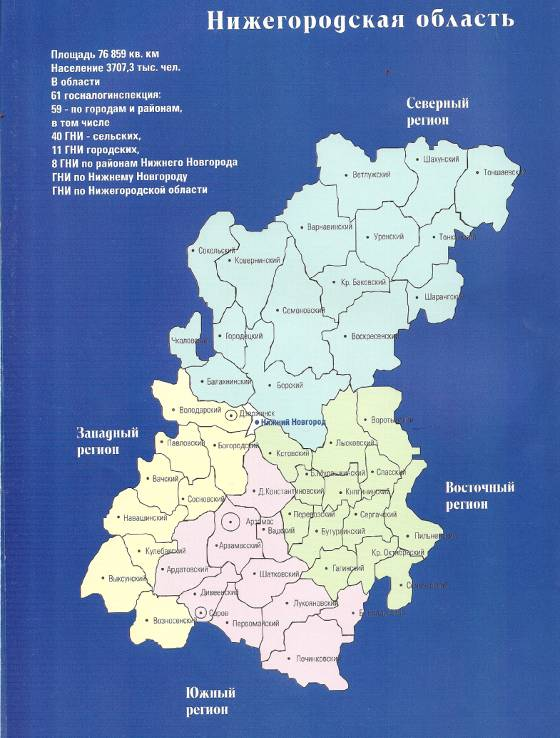 Нижегородская область
Площадь 76 859 кв. км
Население 3707,3 тыс. чел.
В области
61 госналогинспекция:
59 - по городам и районам,
в том числе
40 ГНИ - сельских,
11 ГНИ городских,
8 ГНИ по районам Нижнего Новгорода
ГНИ по Нижнему Новгороду
ГНИ по Нижегородской области
Северный
регион
Шахунский
Ветлужский
Тоншаевский
Варнавинский
Уренский
Сокольский
Ковернинский
Кр. Баковский
Шарангский
Семоновский
Городецкий
Воскресенский
Чкаловский
Балахнинский
Борский
Володарский
Дзержинск
Нижний Новгород
Западный
регион
Павловский
Богородский
Лысковский
Кстовский
Вачский
Спасский
Д.Константиновский
Княгининский
Восточный
регион
Сосновский
Навашинский
Арзамас
Вадский
Перевозский
Сергачский
Бутурлинский
Пильнинский
Кулебакский
Арзамасский
Кр. Октябрьский
Выксунский
Ардатовский
Шатковский
Гагинский
Дивеевский
Лукояновский
Вознесенский
Саров
Первомайский
Починковский
Южный
регион